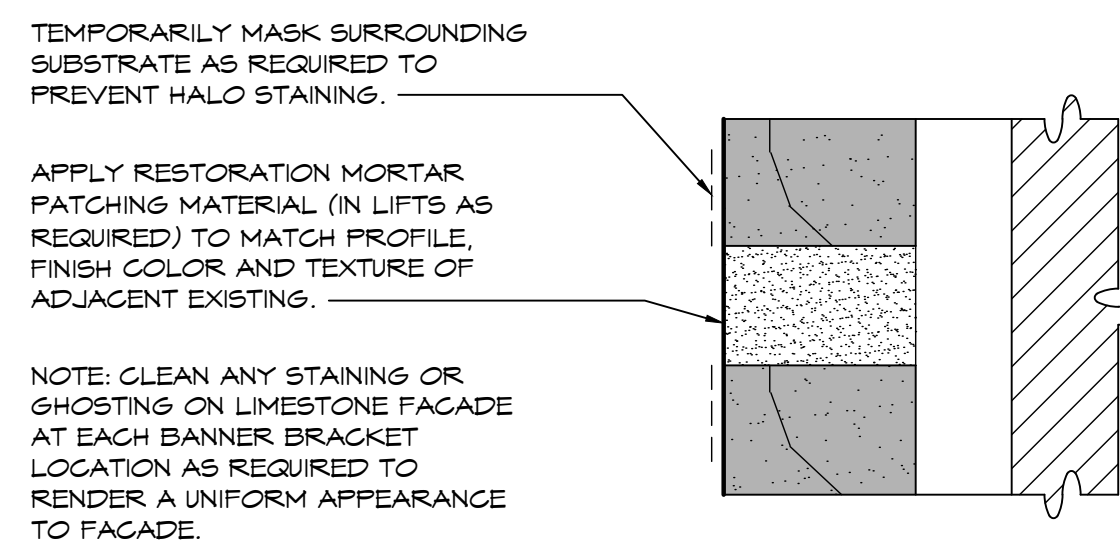 TEMPORARILY MASK SURROUNDING
SUBSTRATE AS REQUIRED TO
PREVENT HALO STAINING.
APPLY RESTORATION MORTAR
PATCHING MATERIAL (IN LIFTS AS
REQUIRED) TO MATCH PROFILE,
FINISH COLOR AND TEXTURE OF
ADJACENT EXISTING.
NOTE: CLEAN ANY STAINING OR
GHOSTING ON LIMESTONE FACADE
AT EACH BANNER BRACKET
LOCATION AS REQUIRED TO
RENDER A UNIFORM APPEARANCE
TO FACADE.